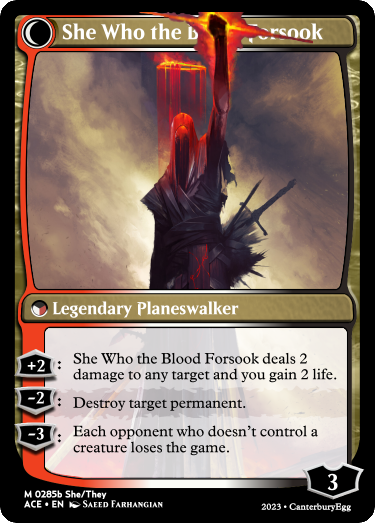 She Who the Blood Forsook
Legendary Planeswalker
+2: She Who the Blood Forsook deals 2
damage to any target and you gain 2 life.
-2: Destroy target permanent.
-3: Each opponent who doesn't control a
creature loses the game.
3
M 0285b She/They
ACE • EN Saeed Farhangian
2023 • CanterburyEgg